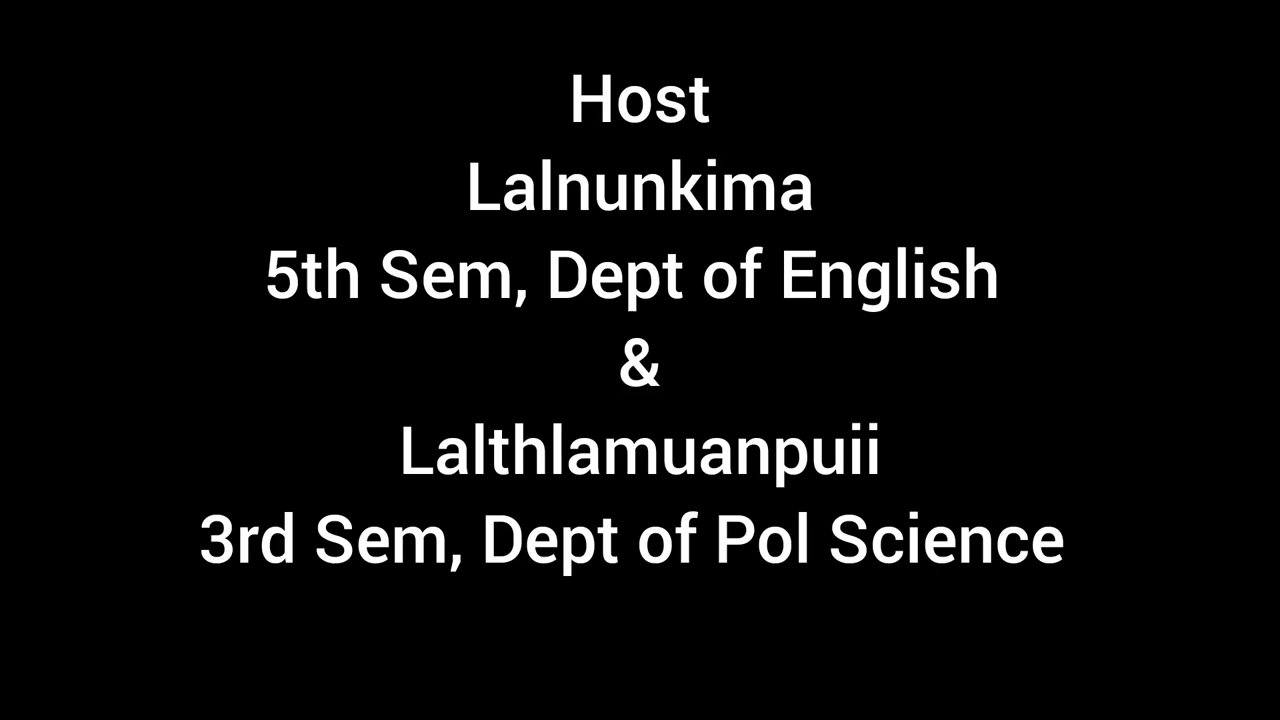 Host
Lalnunkima
5th Sem, Dept of English
&
Lalthlamuanpuii
3rd Sem, Dept of Pol Science